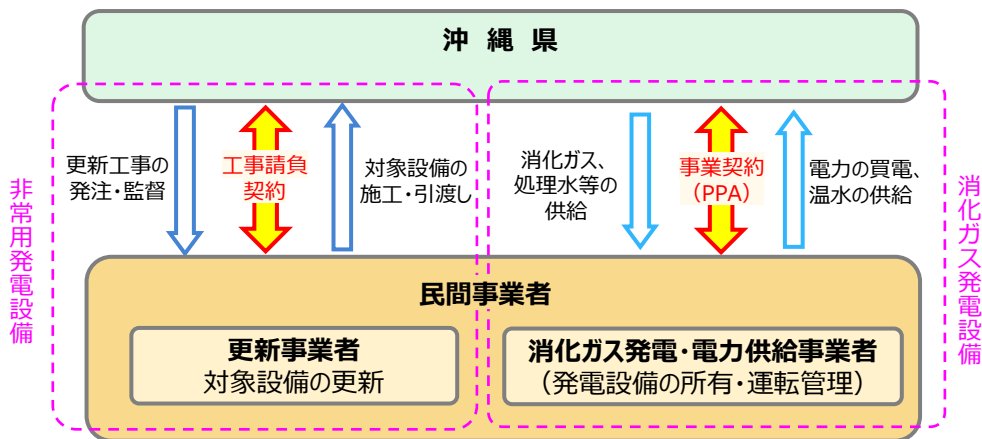 沖 縄 県
更新工事の
発注・監督
工事請負
契約
対象設備の
施工・引渡し
消化ガス、
処理水等の
供給
事業契約
（PPA）
電力の買電、
温水の供給
非常用発電設備
消化ガス発電設備
民間事業者
更新事業者
対象設備の更新
消化ガス発電・電力供給事業者
（発電設備の所有・運転管理）